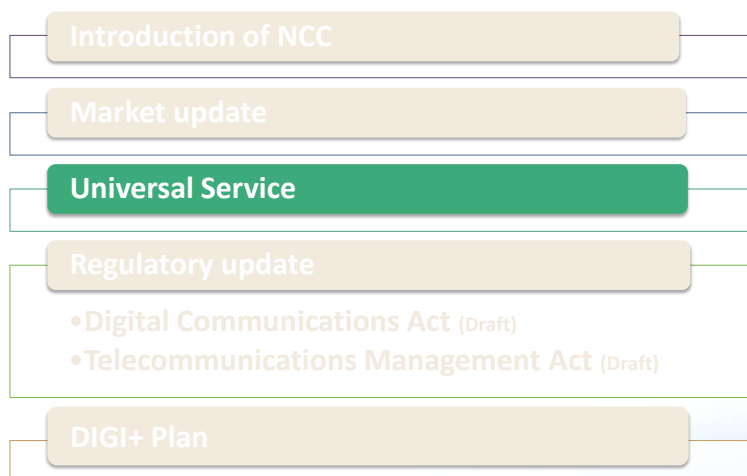 Introduction of NCC
Market update
Universal Service
Regulatory update
•Digital Communications Act (Draft)
•Telecommunications Management Act (Draft)
DIGI+ Plan